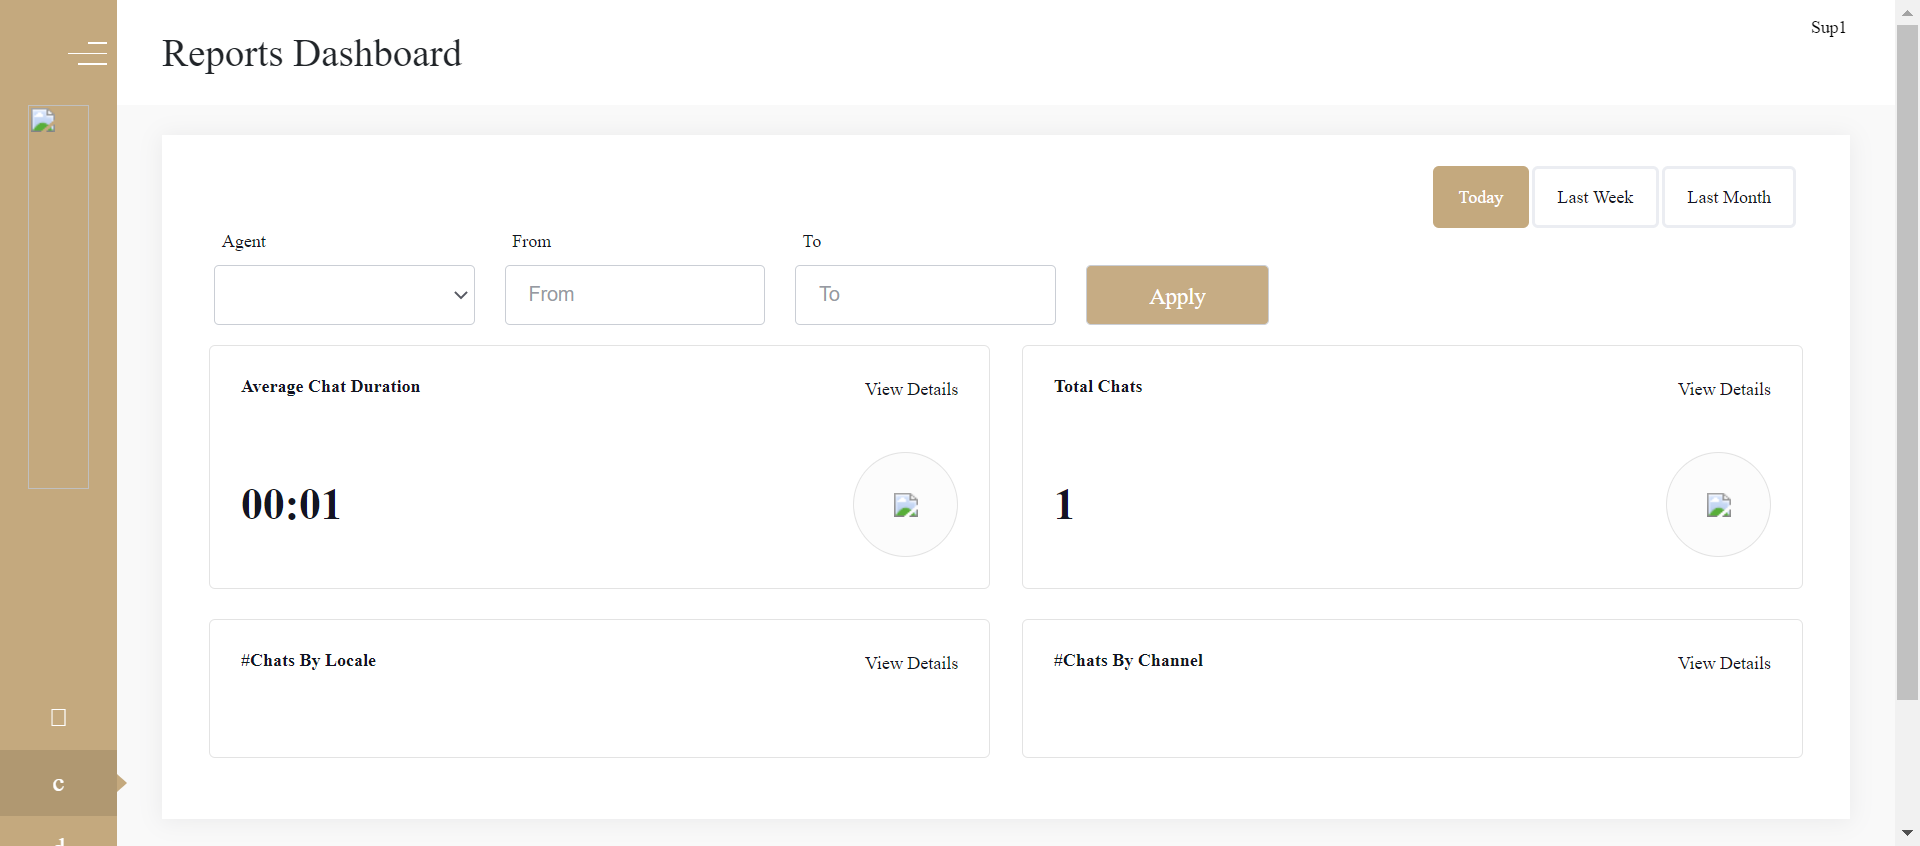 Sup1
Reports Dashboard
Today
Last Week
Last Month
Agent
From
To
From
To
Apply
Average Chat Duration
View Details
Total Chats
View Details
00:01
1
#Chats By Locale
View Details
#Chats By Channel
View Details
c